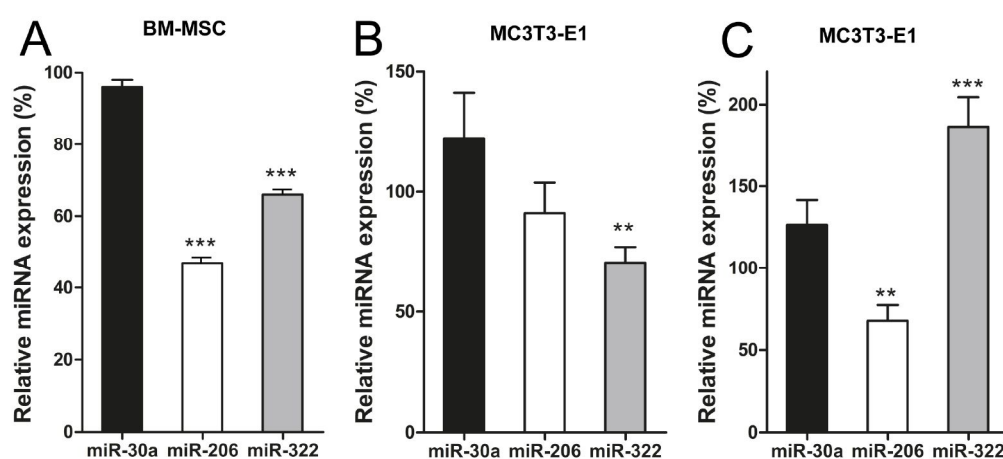 A
BM-MSC
Relative miRNA expression (%)
100
80
60
40
20
0
***
***
miR-30a miR-206 miR-322
B
MC3T3-E1
Relative miRNA expression (%)
150
100
50
0
**
miR-30a miR-206 miR-322
C
MC3T3-E1
Relative miRNA expression (%)
200
150
100
50
0
**
***
miR-30a miR-206 miR-322